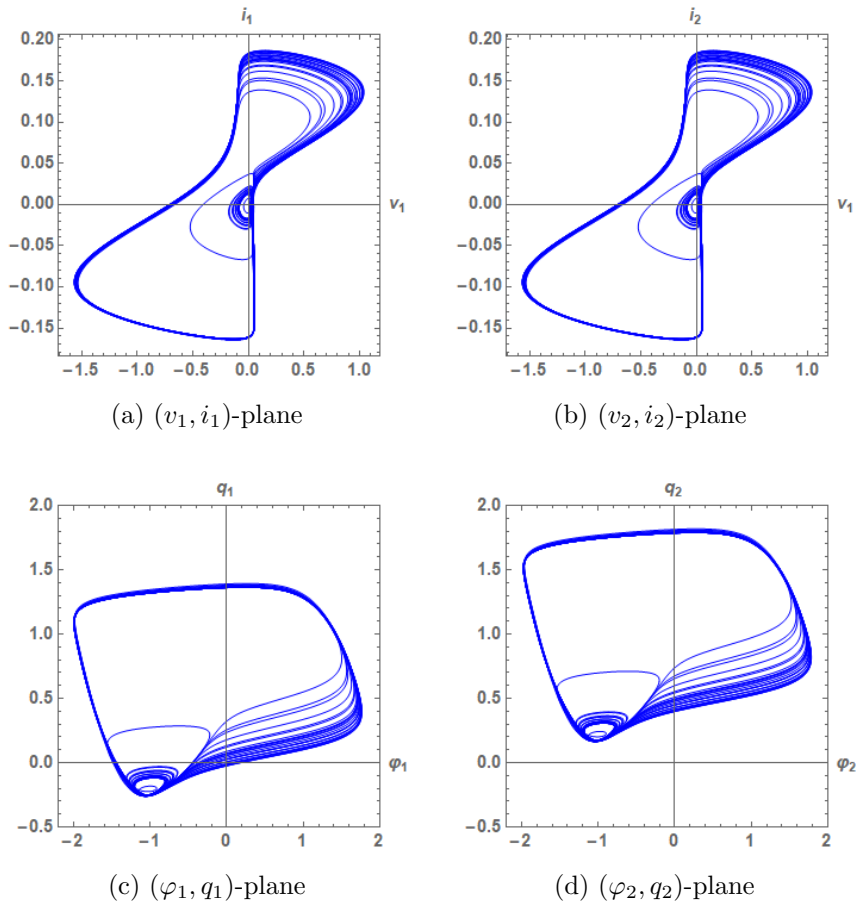 i₁
i₂
0.20
0.15
0.10
0.05
0.00
−0.05
−0.10
−0.15
v₁
−1.5 −1.0 −0.5 0.0 0.5 1.0
0.20
0.15
0.10
0.05
0.00
−0.05
−0.10
−0.15
v₁
−1.5 −1.0 −0.5 0.0 0.5 1.0
(a) (v₁, i₁)-plane
(b) (v₂, i₂)-plane
q₁
q₂
2.0
1.5
1.0
0.5
0.0
−0.5
φ₁
−2 −1 0 1 2
2.0
1.5
1.0
0.5
0.0
−0.5
φ₂
−2 −1 0 1 2
(c) (φ₁, q₁)-plane
(d) (φ₂, q₂)-plane